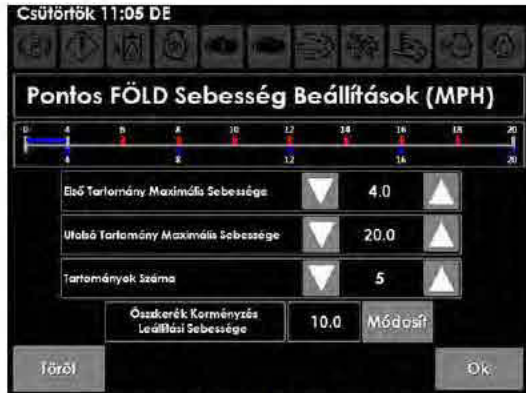 Csütörtök 11:05 DE
Pontos FÖLD Sebesség Beállítások (MPH)
0 4 6 8 10 12 14 16 18 20
4 8 12 16 20
Első Tartomány Maximális Sebessége 4.0
Utolsó Tartomány Maximális Sebessége 20.0
Tartományok Száma 5
Összkerék Kormányzás
Leállítási Sebessége 10.0 Módosít
Töröl Ok